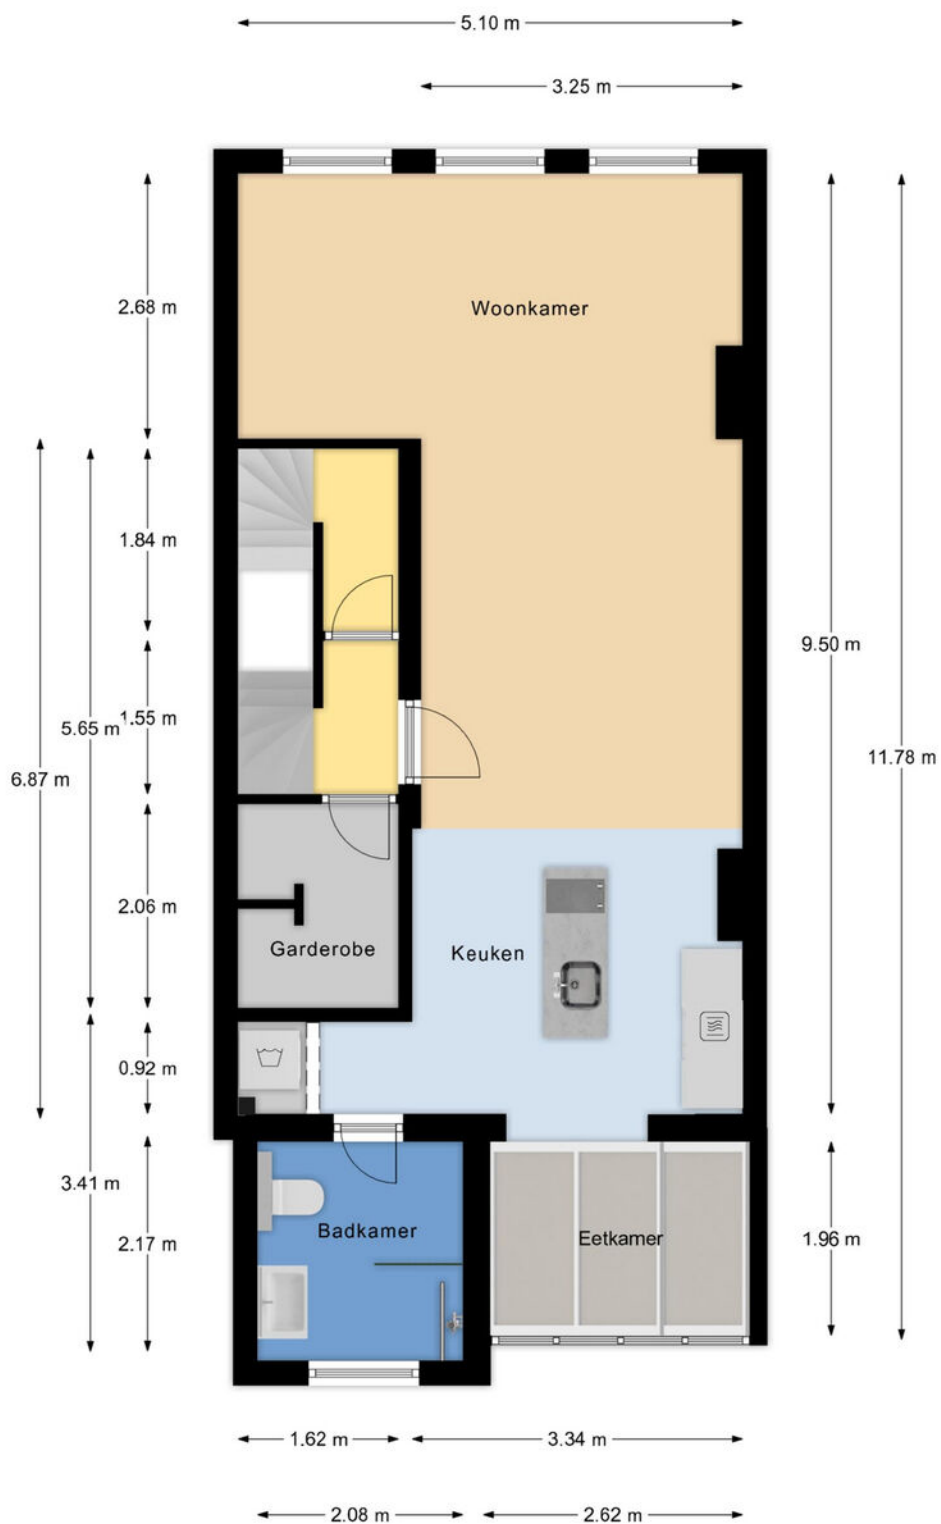 5.10 m
3.25 m
2.68 m
Woonkamer
1.84 m
9.50 m
1.55 m
5.65 m
11.78 m
6.87 m
2.06 m
Garderobe
Keuken
0.92 m
3.41 m
2.17 m
Badkamer
Eetkamer
1.96 m
1.62 m
3.34 m
2.08 m
2.62 m